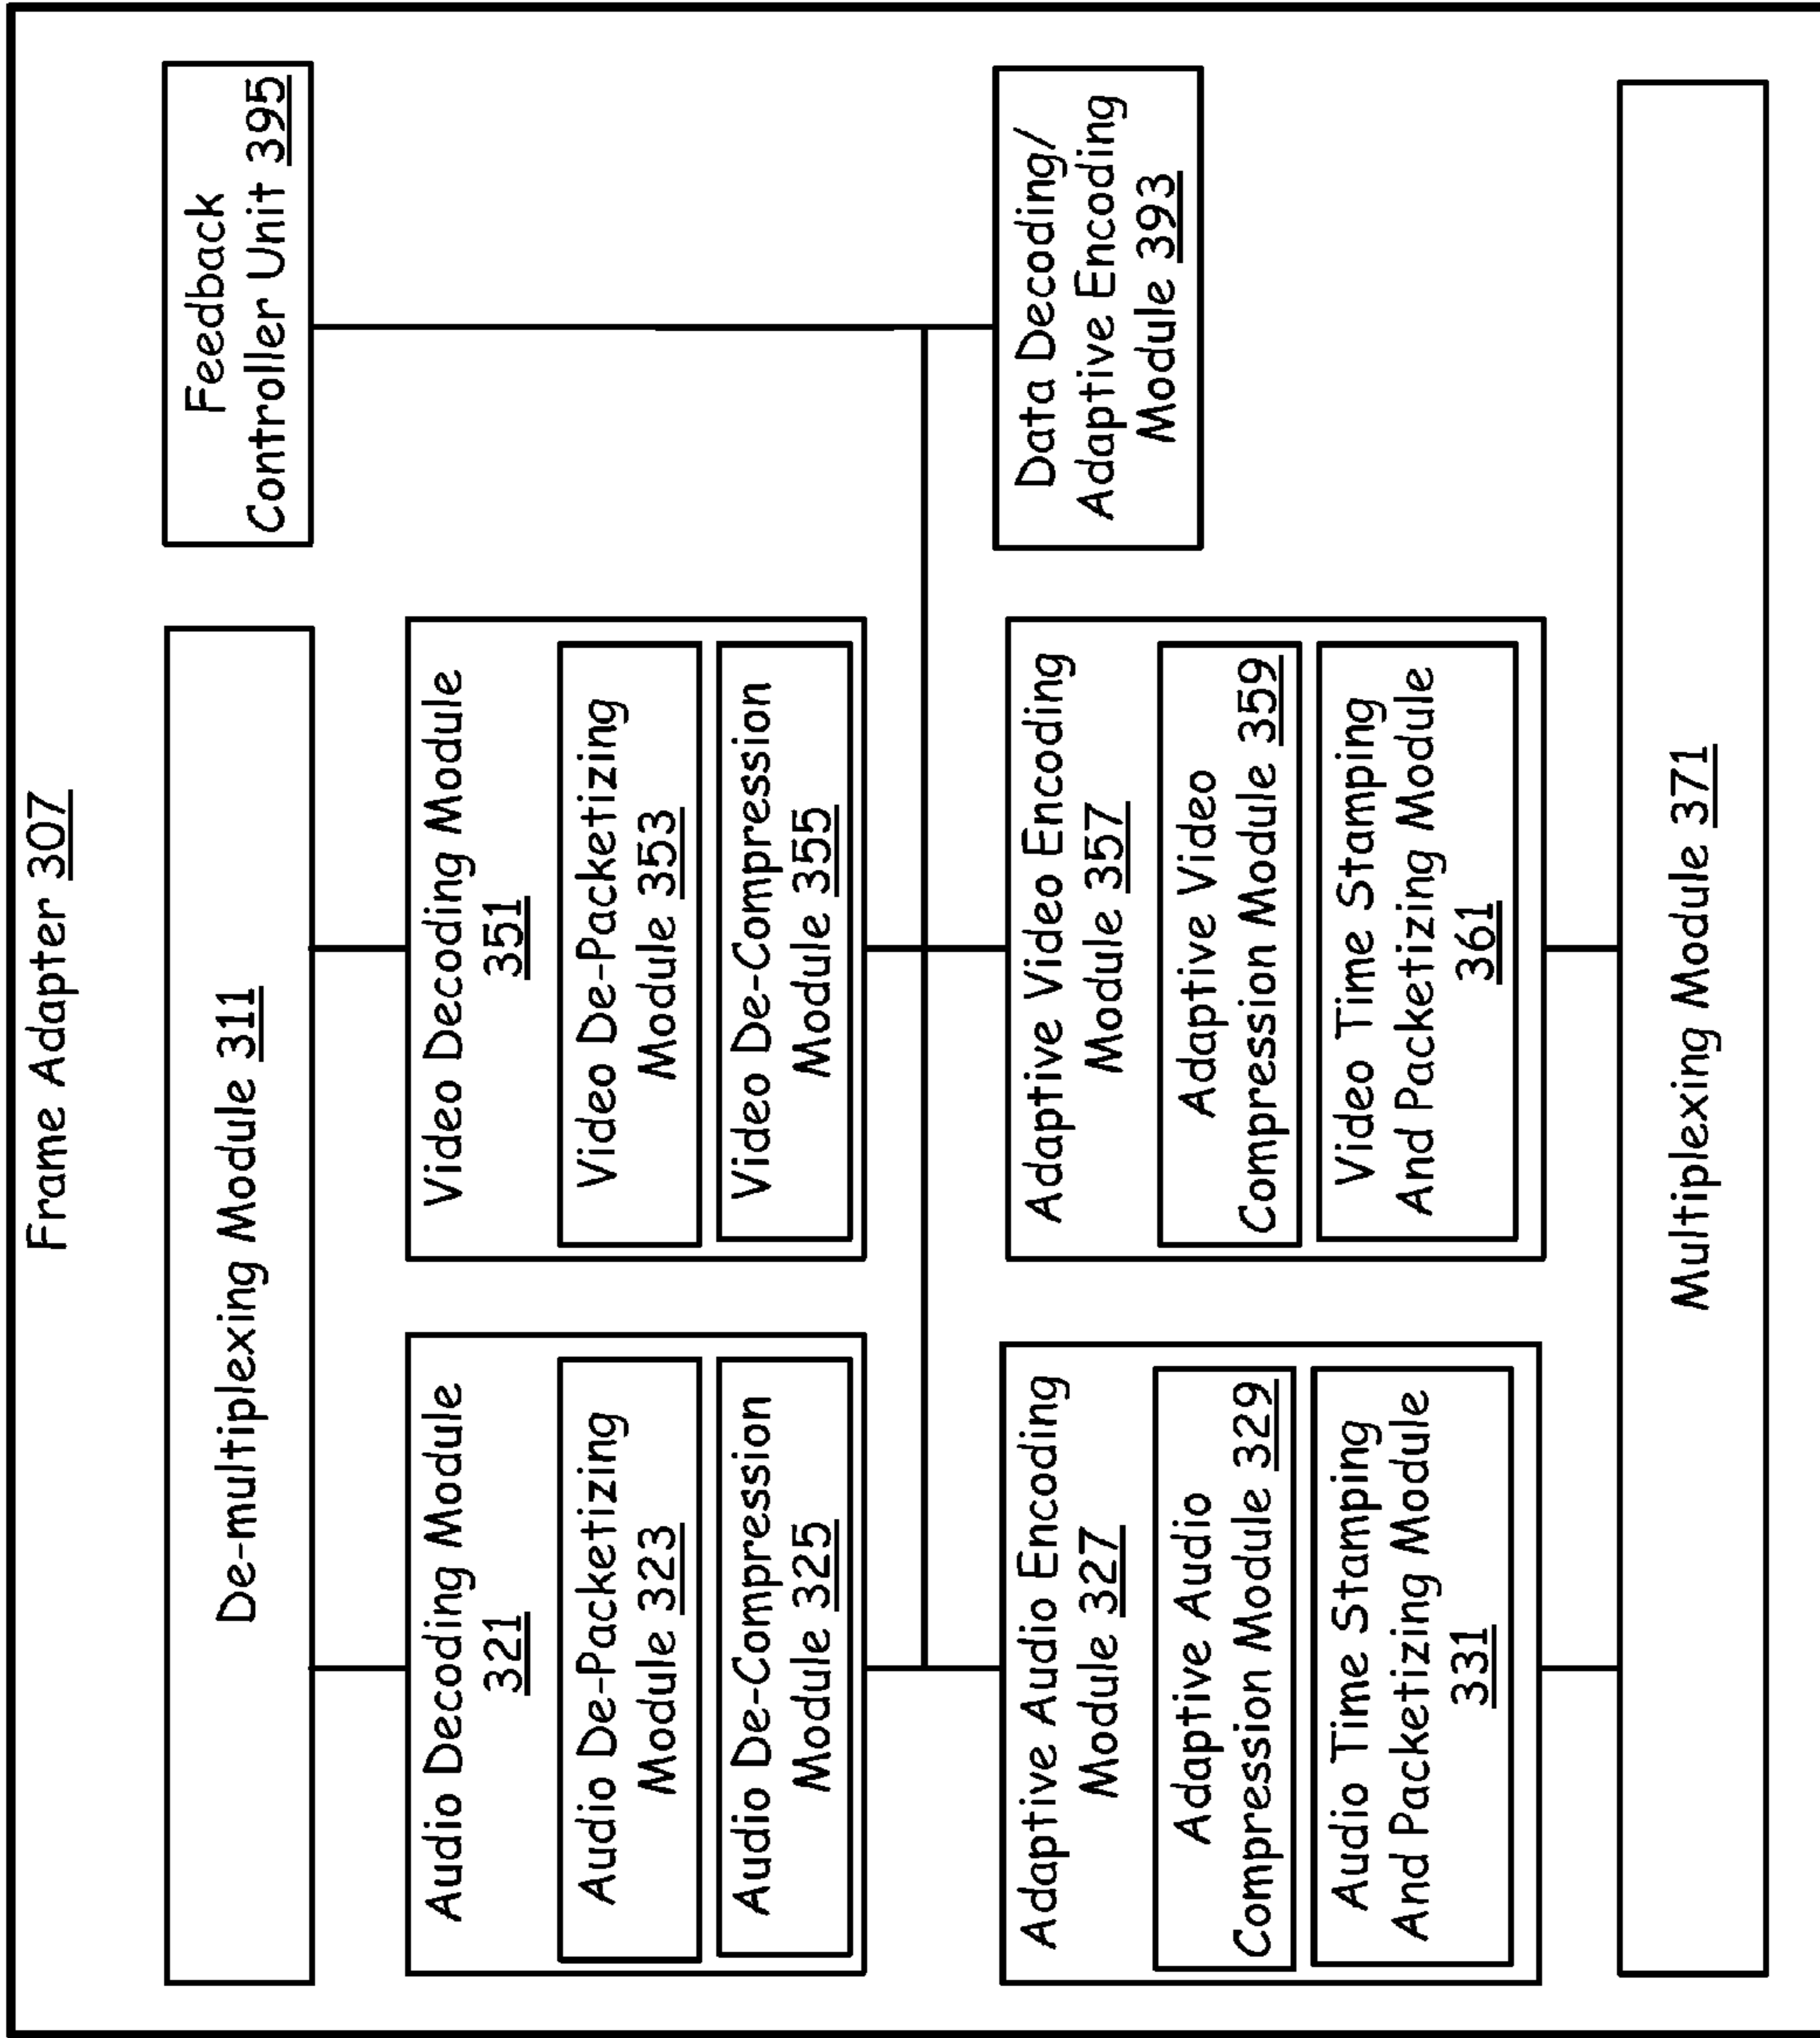 Frame Adapter 307
De-multiplexing Module 311
Feedback
Controller Unit 395
Audio Decoding Module
321
Audio De-Packetizing
Module 323
Audio De-Compression
Module 325
Video Decoding Module
351
Video De-Packetizing
Module 353
Video De-Compression
Module 355
Adaptive Audio Encoding
Module 327
Adaptive Audio
Compression Module 329
Audio Time Stamping
And Packetizing Module
331
Adaptive Video Encoding
Module 357
Adaptive Video
Compression Module 359
Video Time Stamping
And Packetizing Module
361
Data Decoding/
Adaptive Encoding
Module 393
Multiplexing Module 371